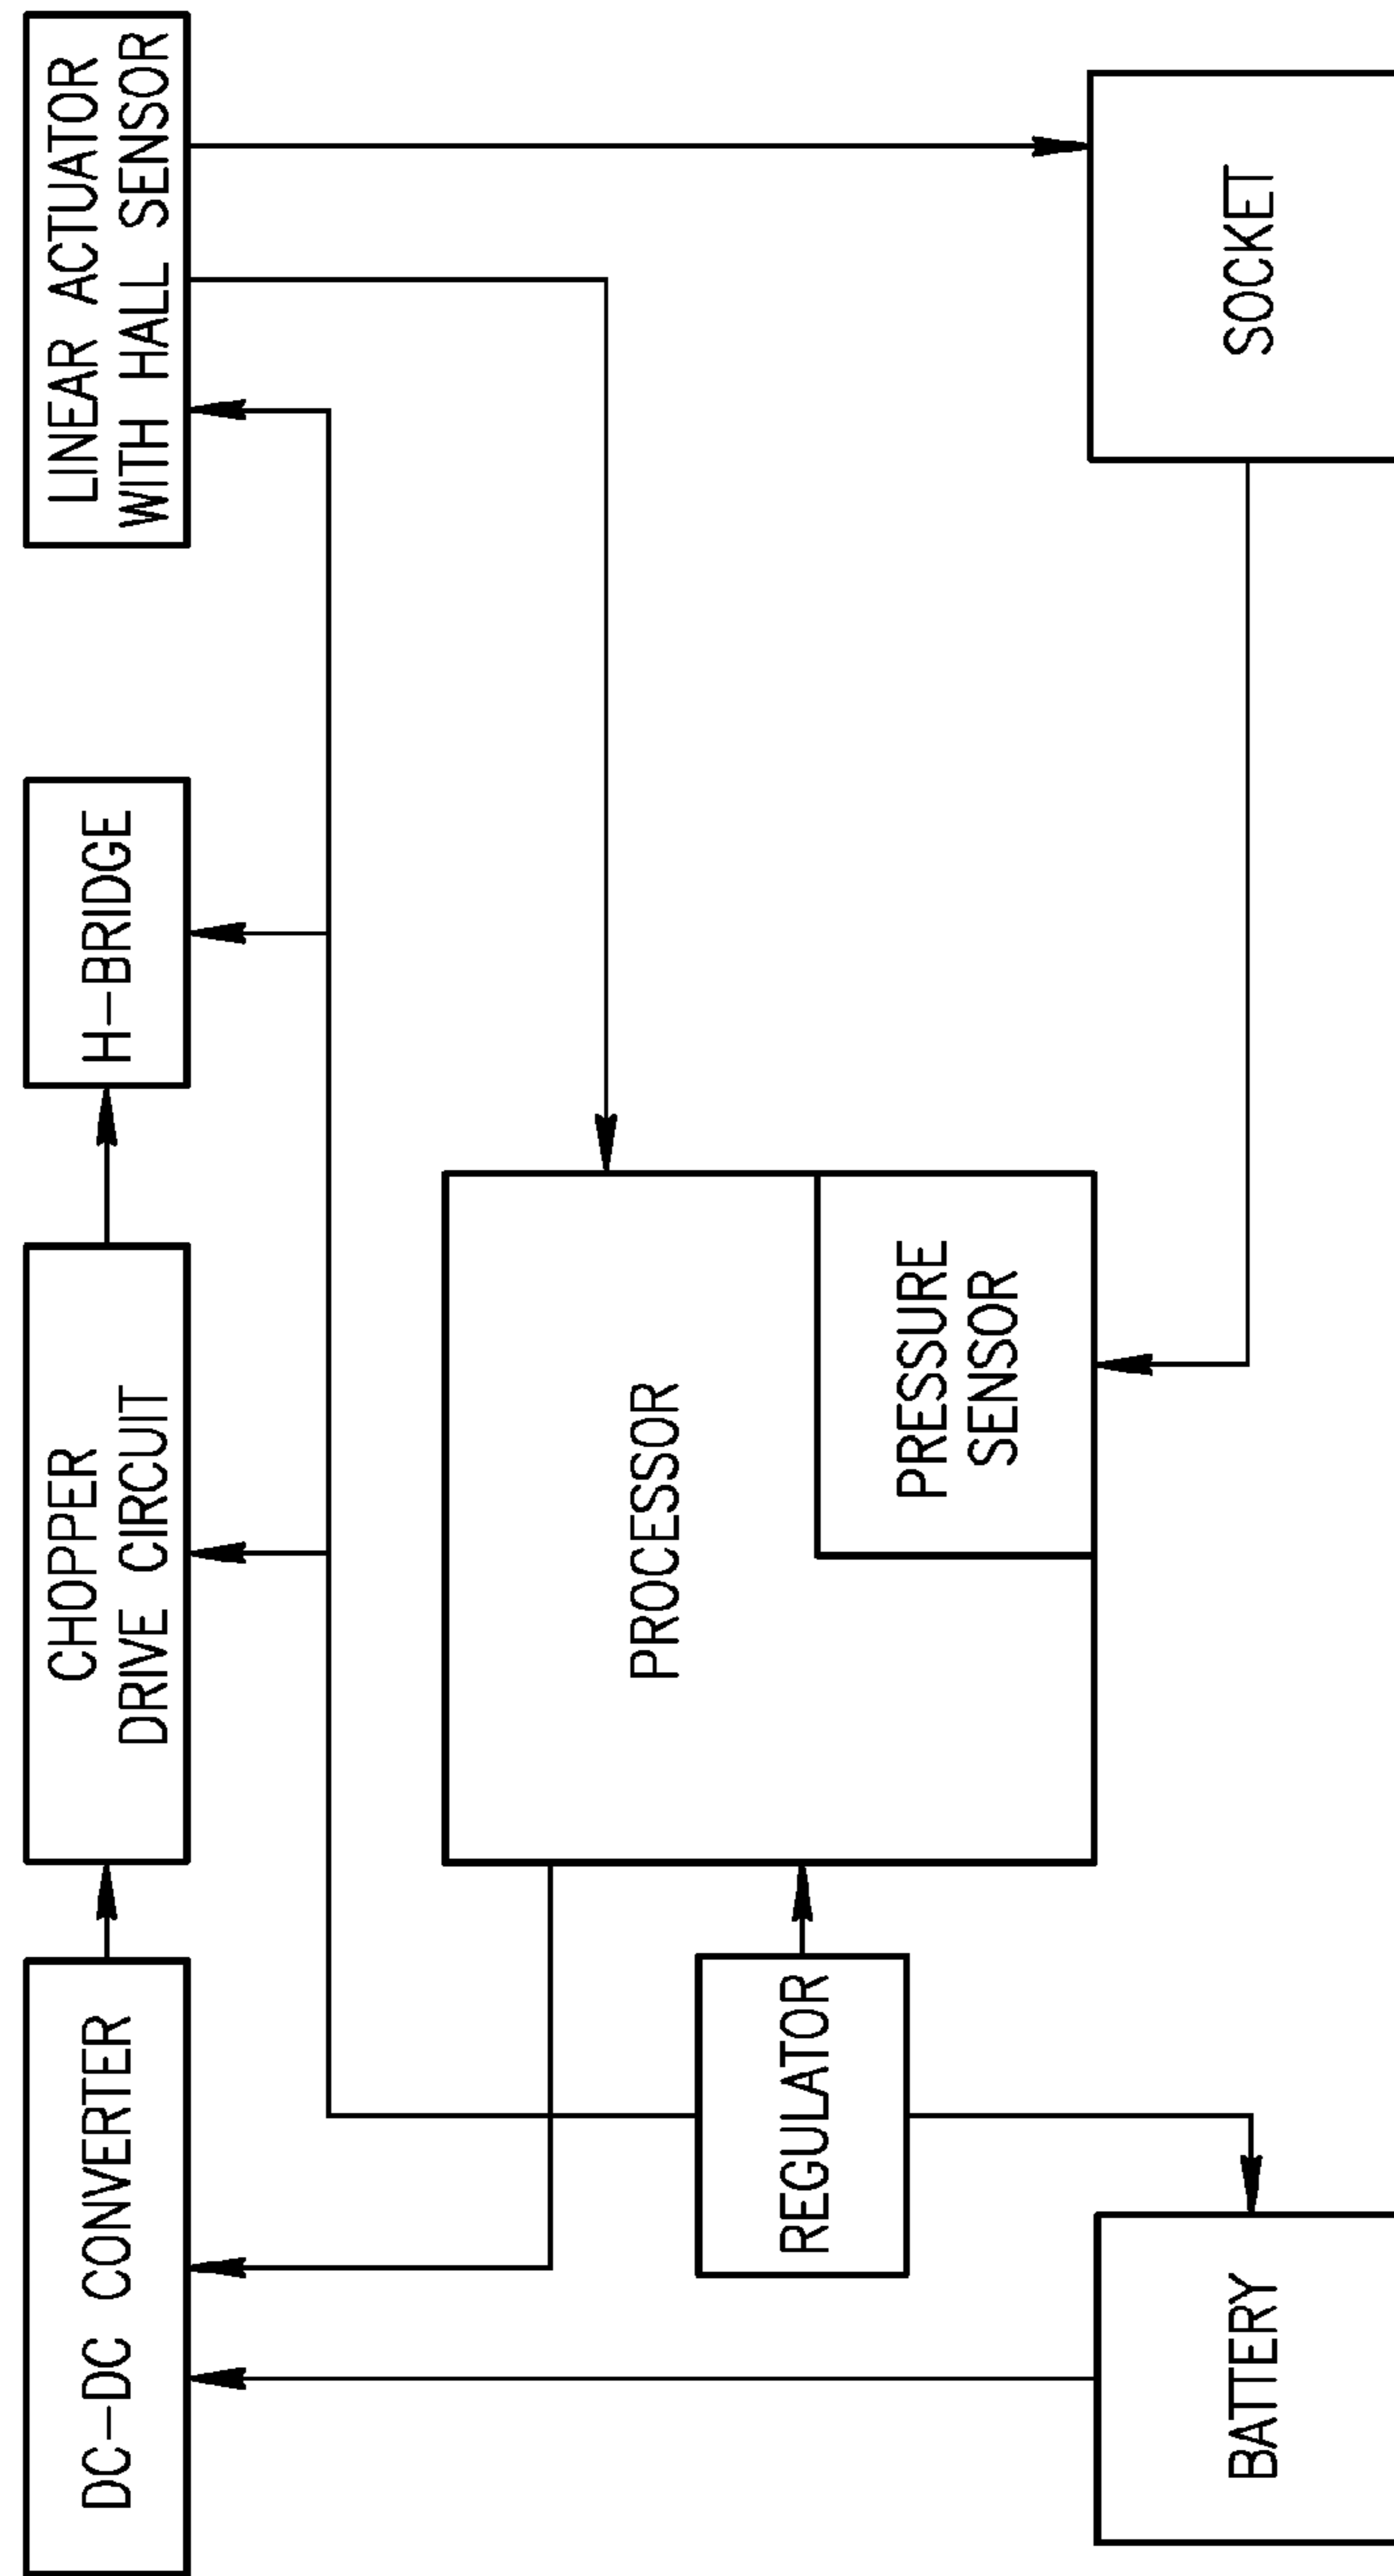 DC-DC CONVERTER
CHOPPER
DRIVE CIRCUIT
H-BRIDGE
LINEAR ACTUATOR
WITH HALL SENSOR
PROCESSOR
REGULATOR
PRESSURE
SENSOR
BATTERY
SOCKET